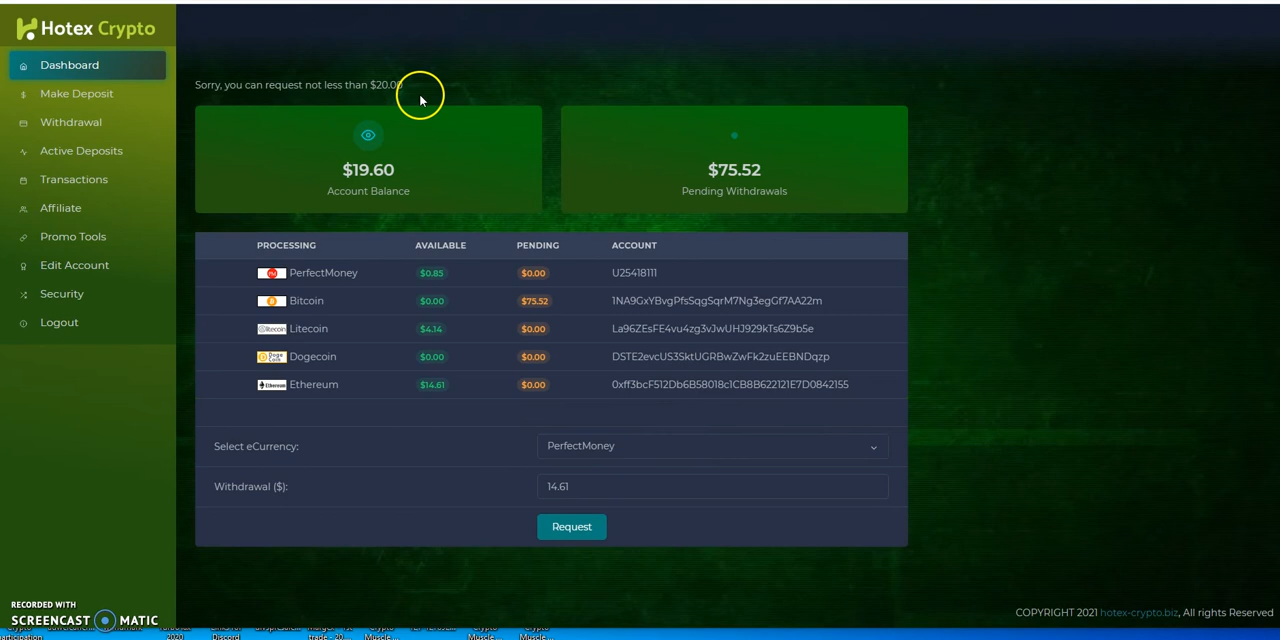 Hotex Crypto
Dashboard
Make Deposit
Withdrawal
Active Deposits
Transactions
Affiliate
Promo Tools
Edit Account
Security
Logout
Sorry, you can request not less than $20.00
$19.60
Account Balance
$75.52
Pending Withdrawals
PROCESSING AVAILABLE PENDING ACCOUNT
PerfectMoney $0.85 $0.00 U25418111
Bitcoin $0.00 $75.52 1NA9GxYBvgPfsSqgSqrM7Ng3egGf7AA22m
Litecoin $4.14 $0.00 La96ZEsFE4vu4zg3vJwUHJ929kTs6Z9b5e
Dogecoin $0.00 $0.00 DSTE2evcUS3SktUGRBwZwFk2zuEEBNDqzp
Ethereum $14.61 $0.00 0xff3bcF512Db6B58018c1CB8B622121E7D0842155
Select eCurrency: PerfectMoney
Withdrawal ($): 14.61
Request
COPYRIGHT 2021 hotex-crypto.biz, All rights Reserved
RECORDED WITH
SCREENCAST MATIC